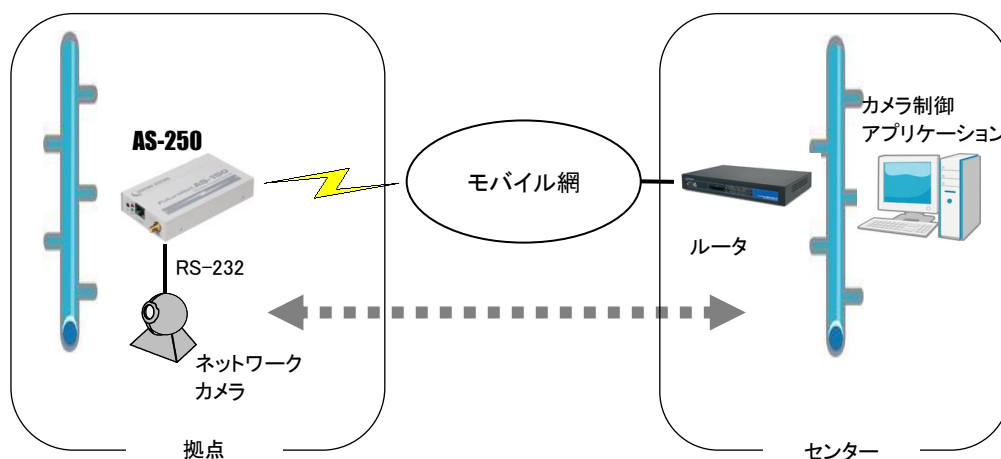 AS-250
RS-232
ネットワーク
カメラ
拠点
モバイル網
ルータ
カメラ制御
アプリケーション
センター